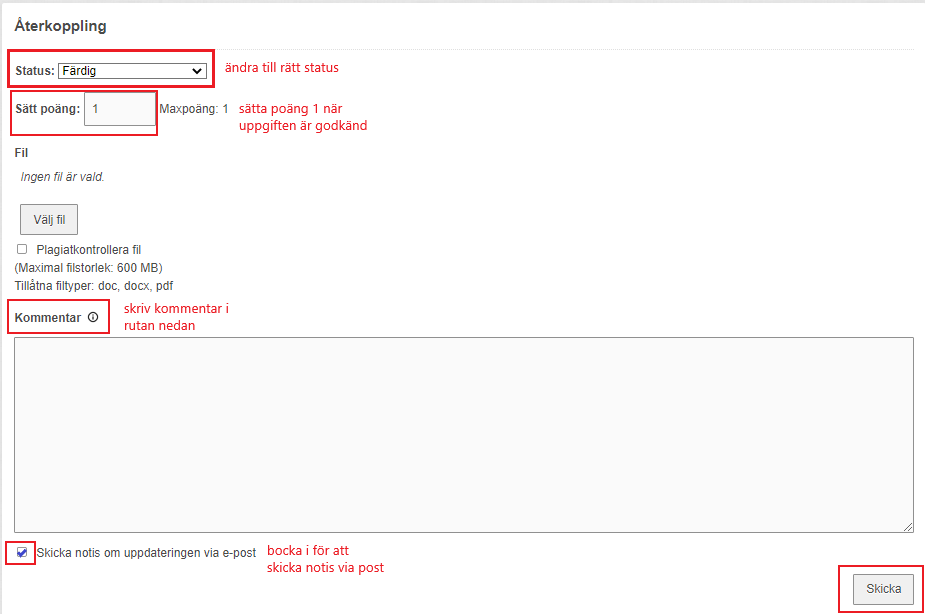 Återkoppling
Status: Färdig
ändra till rätt status
Sätt poäng: 1 Maxpoäng: 1
sätta poäng 1 när
uppgiften är godkänd
Fil
Ingen fil är vald.
Välj fil
Plagiatkontrollera fil
(Maximal filstorlek: 600 MB)
Tillåtna filtyper: doc, docx, pdf
Kommentar
skriv kommentar i
rutan nedan
Skicka notis om uppdateringen via e-post
bocka i för att
skicka notis via post
Skicka